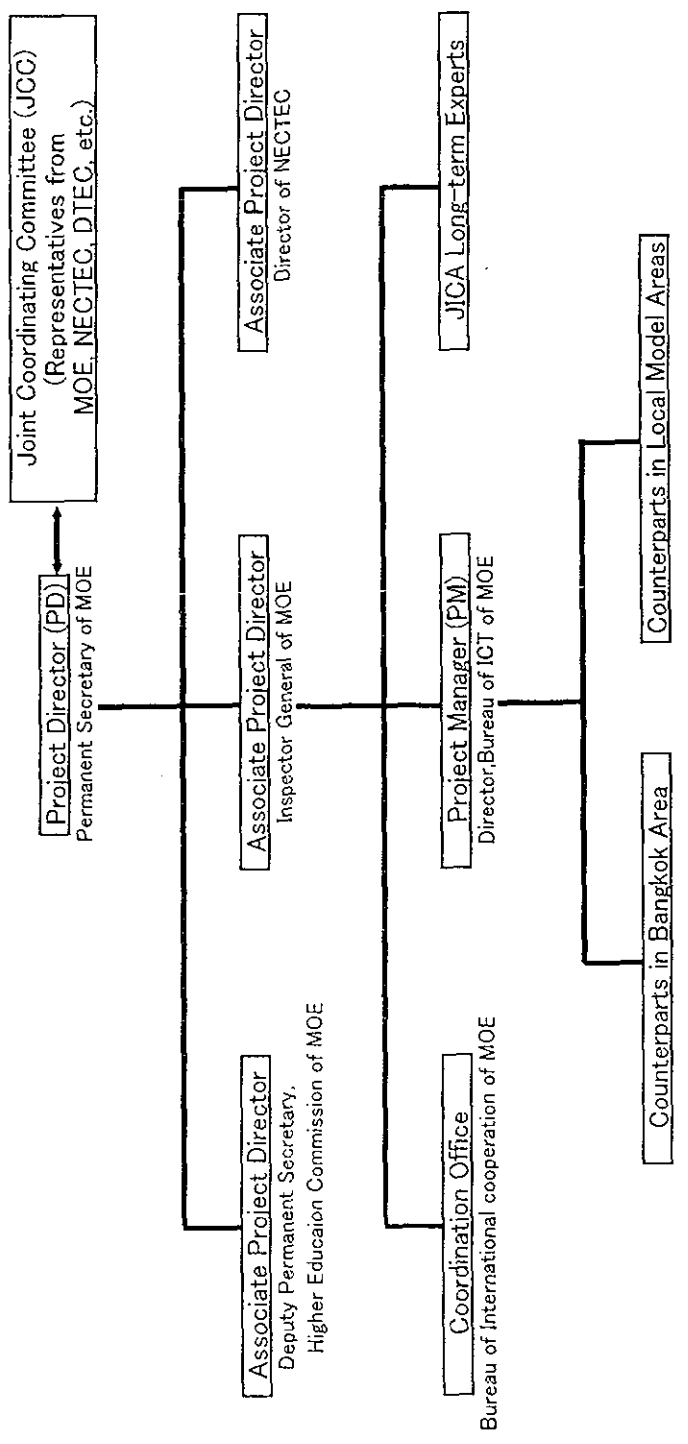 Joint Coordinating Committee (JCC)
(Representatives from
MOE, NECTEC, DTEC, etc.)
Project Director (PD)
Permanent Secretary of MOE
Associate Project Director
Deputy Permanent Secretary,
Higher Educaion Commission of MOE
Associate Project Director
Inspector General of MOE
Associate Project Director
Director of NECTEC
Coordination Office
Bureau of International cooperation of MOE
Project Manager (PM)
Director,Bureau of ICT of MOE
JICA Long-term Experts
Counterparts in Bangkok Area
Counterparts in Local Model Areas